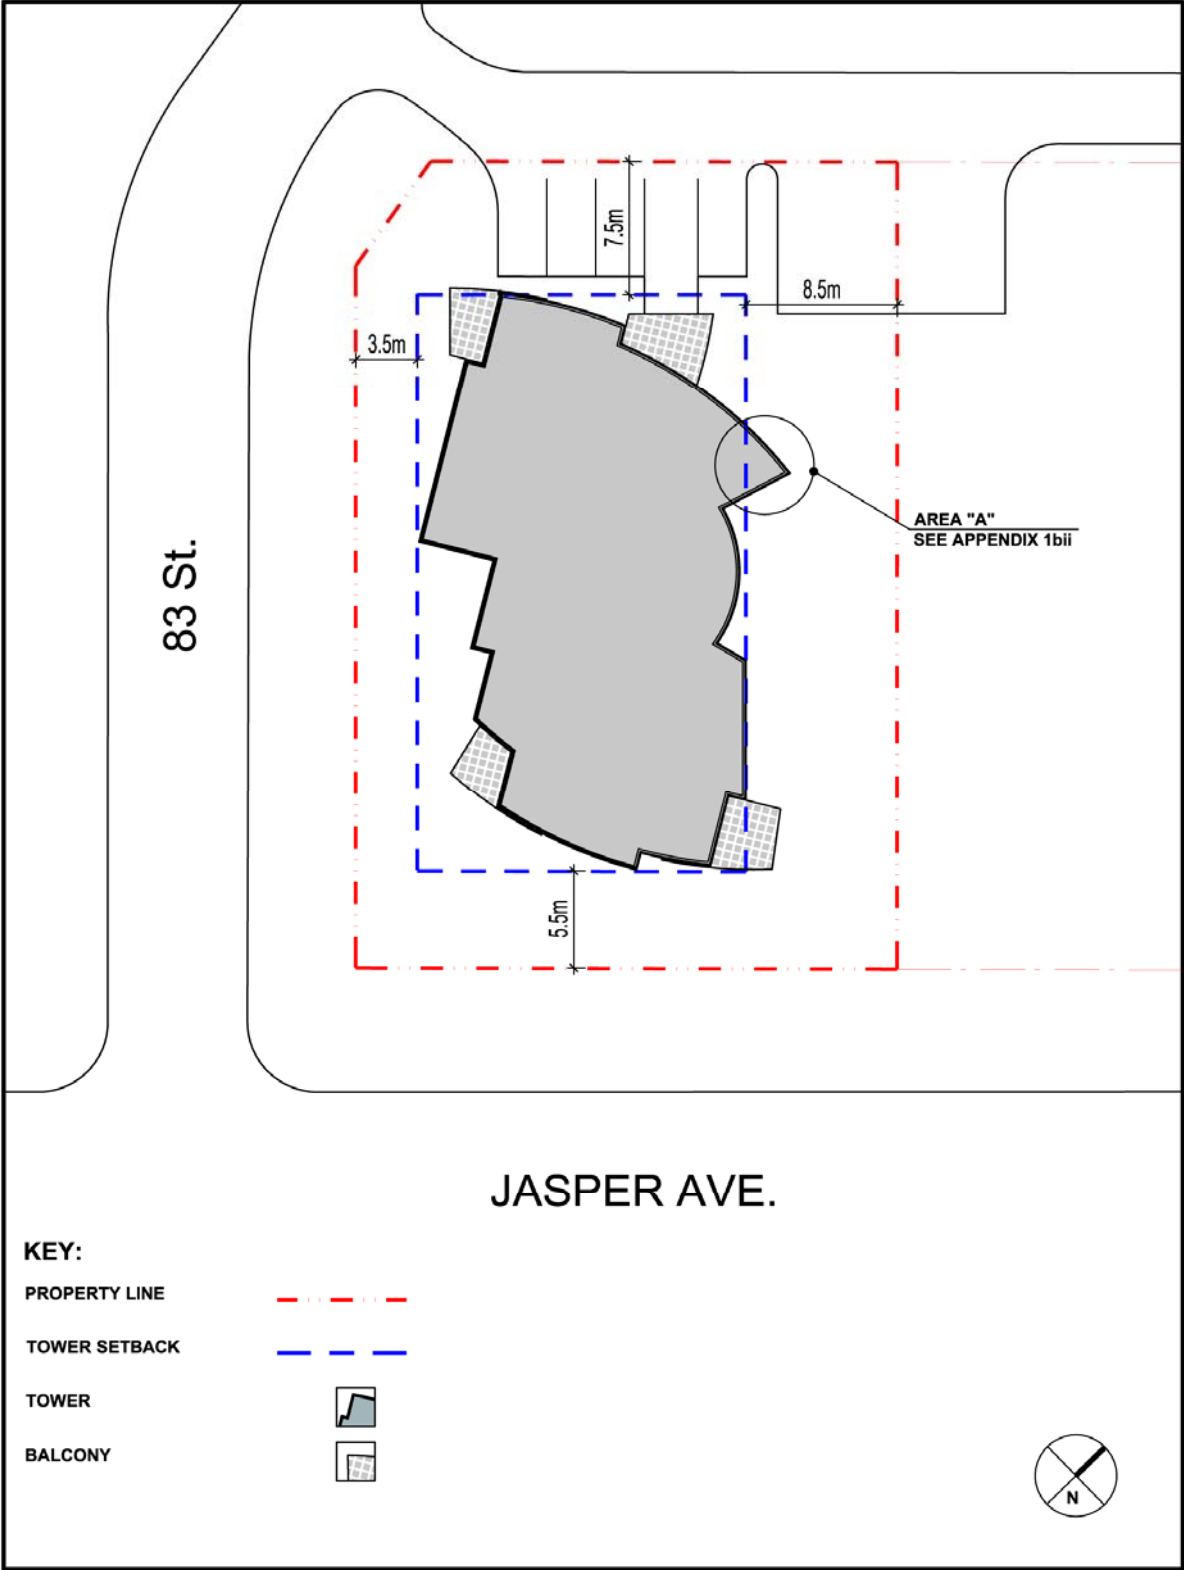 7.5m
8.5m
3.5m
AREA "A"
SEE APPENDIX 1bii
83 St.
5.5m
JASPER AVE.
KEY:
PROPERTY LINE
TOWER SETBACK
TOWER
BALCONY
N